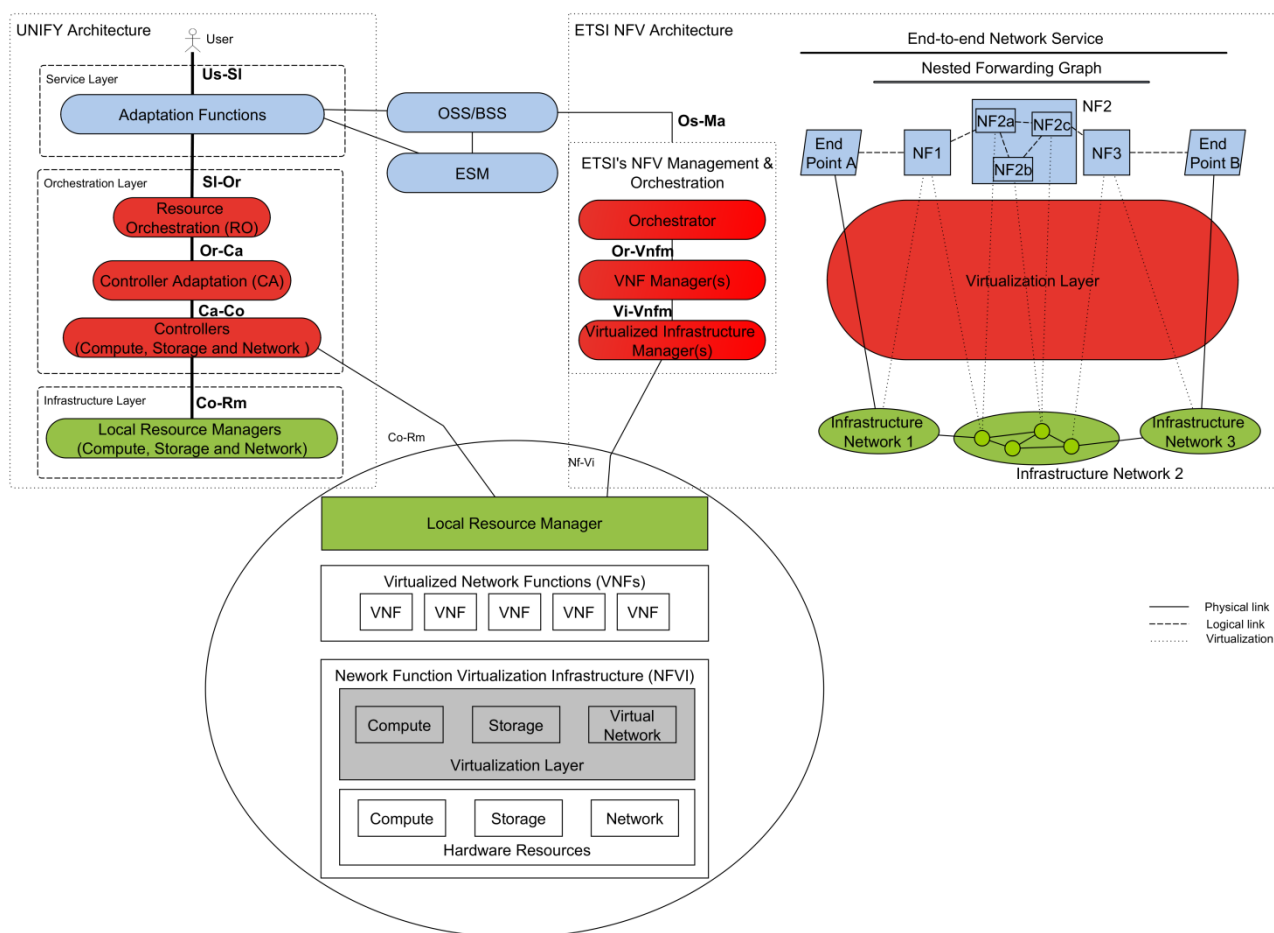 UNIFY Architecture
User
Us-Sl
Service Layer
Adaptation Functions
OSS/BSS
ESM
Orchestration Layer
Sl-Or
Resource
Orchestration (RO)
Or-Ca
Controller Adaptation (CA)
Ca-Co
Controllers
(Compute, Storage and Network )
Infrastructure Layer
Co-Rm
Local Resource Managers
(Compute, Storage and Network)
ETSI NFV Architecture
Os-Ma
ETSI's NFV Management &
Orchestration
Orchestrator
Or-Vnfm
VNF Manager(s)
Vi-Vnfm
Virtualized Infrastructure
Manager(s)
End-to-end Network Service
Nested Forwarding Graph
NF2
End
Point A
NF1
NF2a
NF2c
NF2b
NF3
End
Point B
Virtualization Layer
Infrastructure
Network 1
Infrastructure
Network 3
Infrastructure Network 2
Co-Rm
Nf-Vi
Local Resource Manager
Virtualized Network Functions (VNFs)
VNF
VNF
VNF
VNF
VNF
Nework Function Virtualization Infrastructure (NFVI)
Compute
Storage
Virtual
Network
Virtualization Layer
Compute
Storage
Network
Hardware Resources
Physical link
Logical link
Virtualization